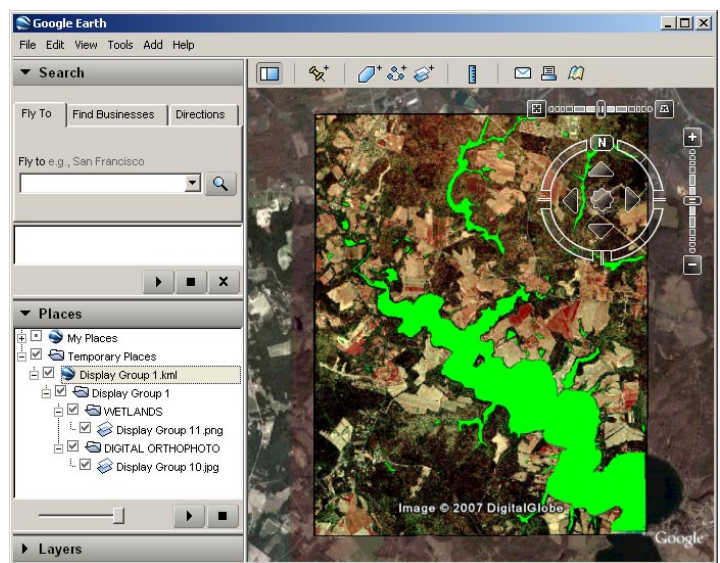 Google Earth
File Edit View Tools Add Help
Search
Fly To Find Businesses Directions
Fly to e.g., San Francisco
Places
My Places
Temporary Places
Display Group 1.kml
Display Group 1
WETLANDS
Display Group 11.png
DIGITAL ORTHOPHOTO
Display Group 10.jpg
Layers
N
Image © 2007 DigitalGlobe
Google